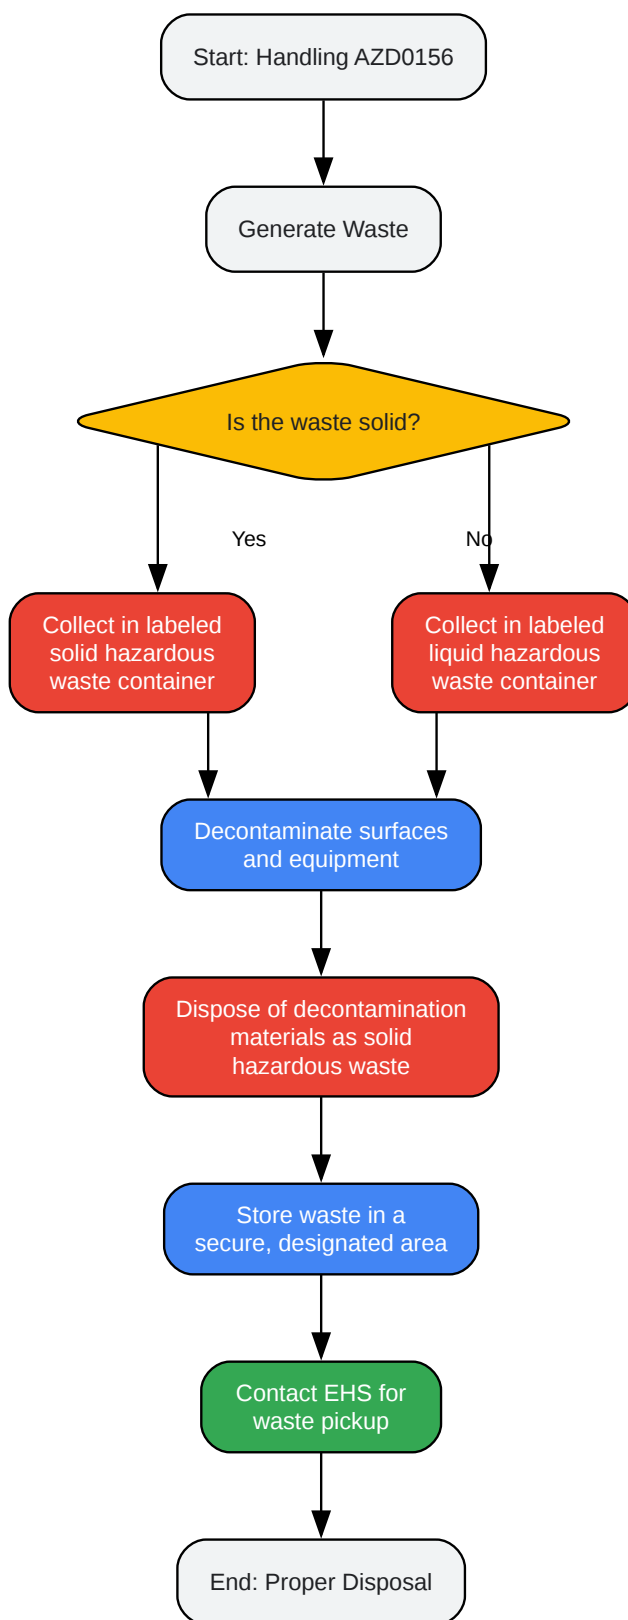 Start: Handling AZD0156
Generate Waste
Is the waste solid?
Yes
No
Collect in labeled
solid hazardous
waste container
Collect in labeled
liquid hazardous
waste container
Decontaminate surfaces
and equipment
Dispose of decontamination
materials as solid
hazardous waste
Store waste in a
secure, designated area
Contact EHS for
waste pickup
End: Proper Disposal